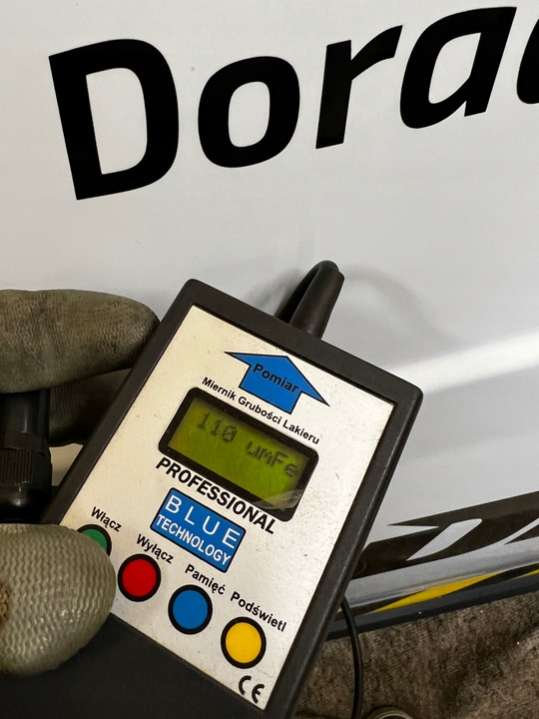 Dorad
Pomiar
Miernik Grubości Lakieru
110 umFe
PROFESSIONAL
BLUE
TECHNOLOGY
Włącz
Wyłącz
Pamięć
Podświetl
CE